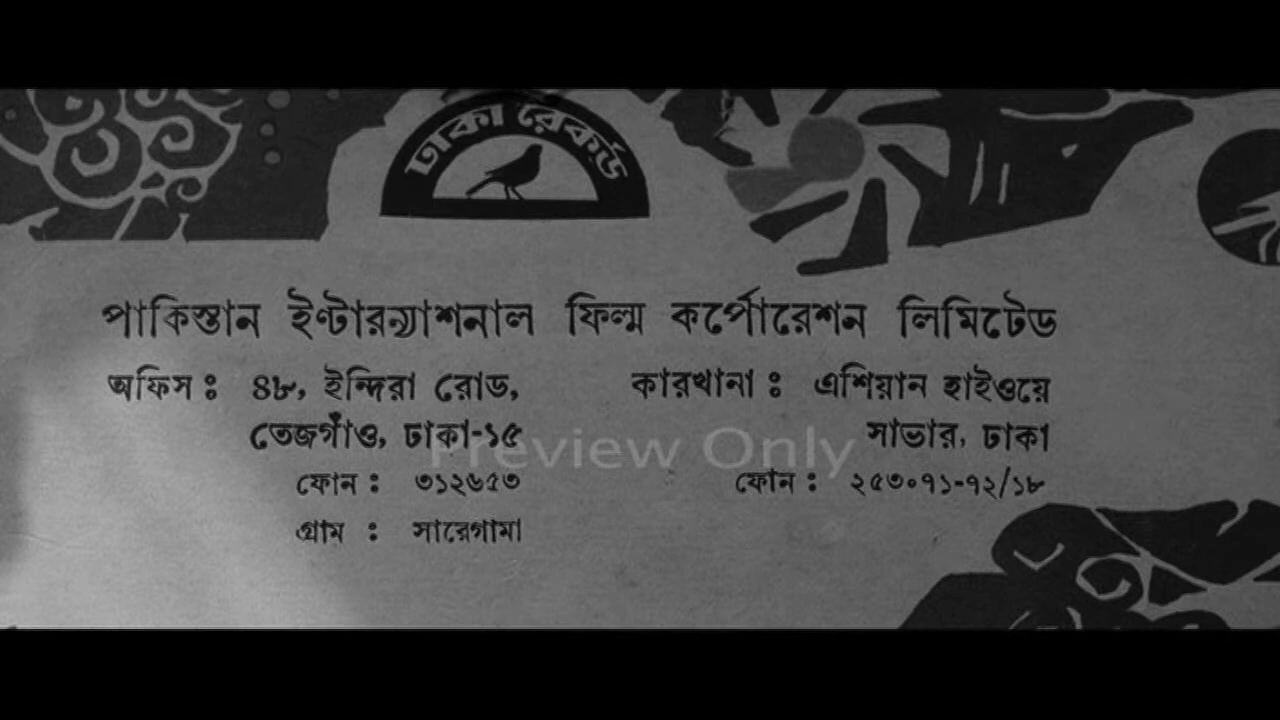 ঢাকা রেকর্ড
পাকিস্তান ইণ্টারন্যাশনাল ফিল্ম কর্পোরেশন লিমিটেড
অফিস : ৪৮, ইন্দিরা রোড,
তেজগাঁও, ঢাকা-১৫
ফোন : ৩১২৬৫৩
গ্রাম : সারেগামা
কারখানা : এশিয়ান হাইওয়ে
সাভার, ঢাকা
ফোন : ২৫৩০৭১-৭২/১৮
Preview Only